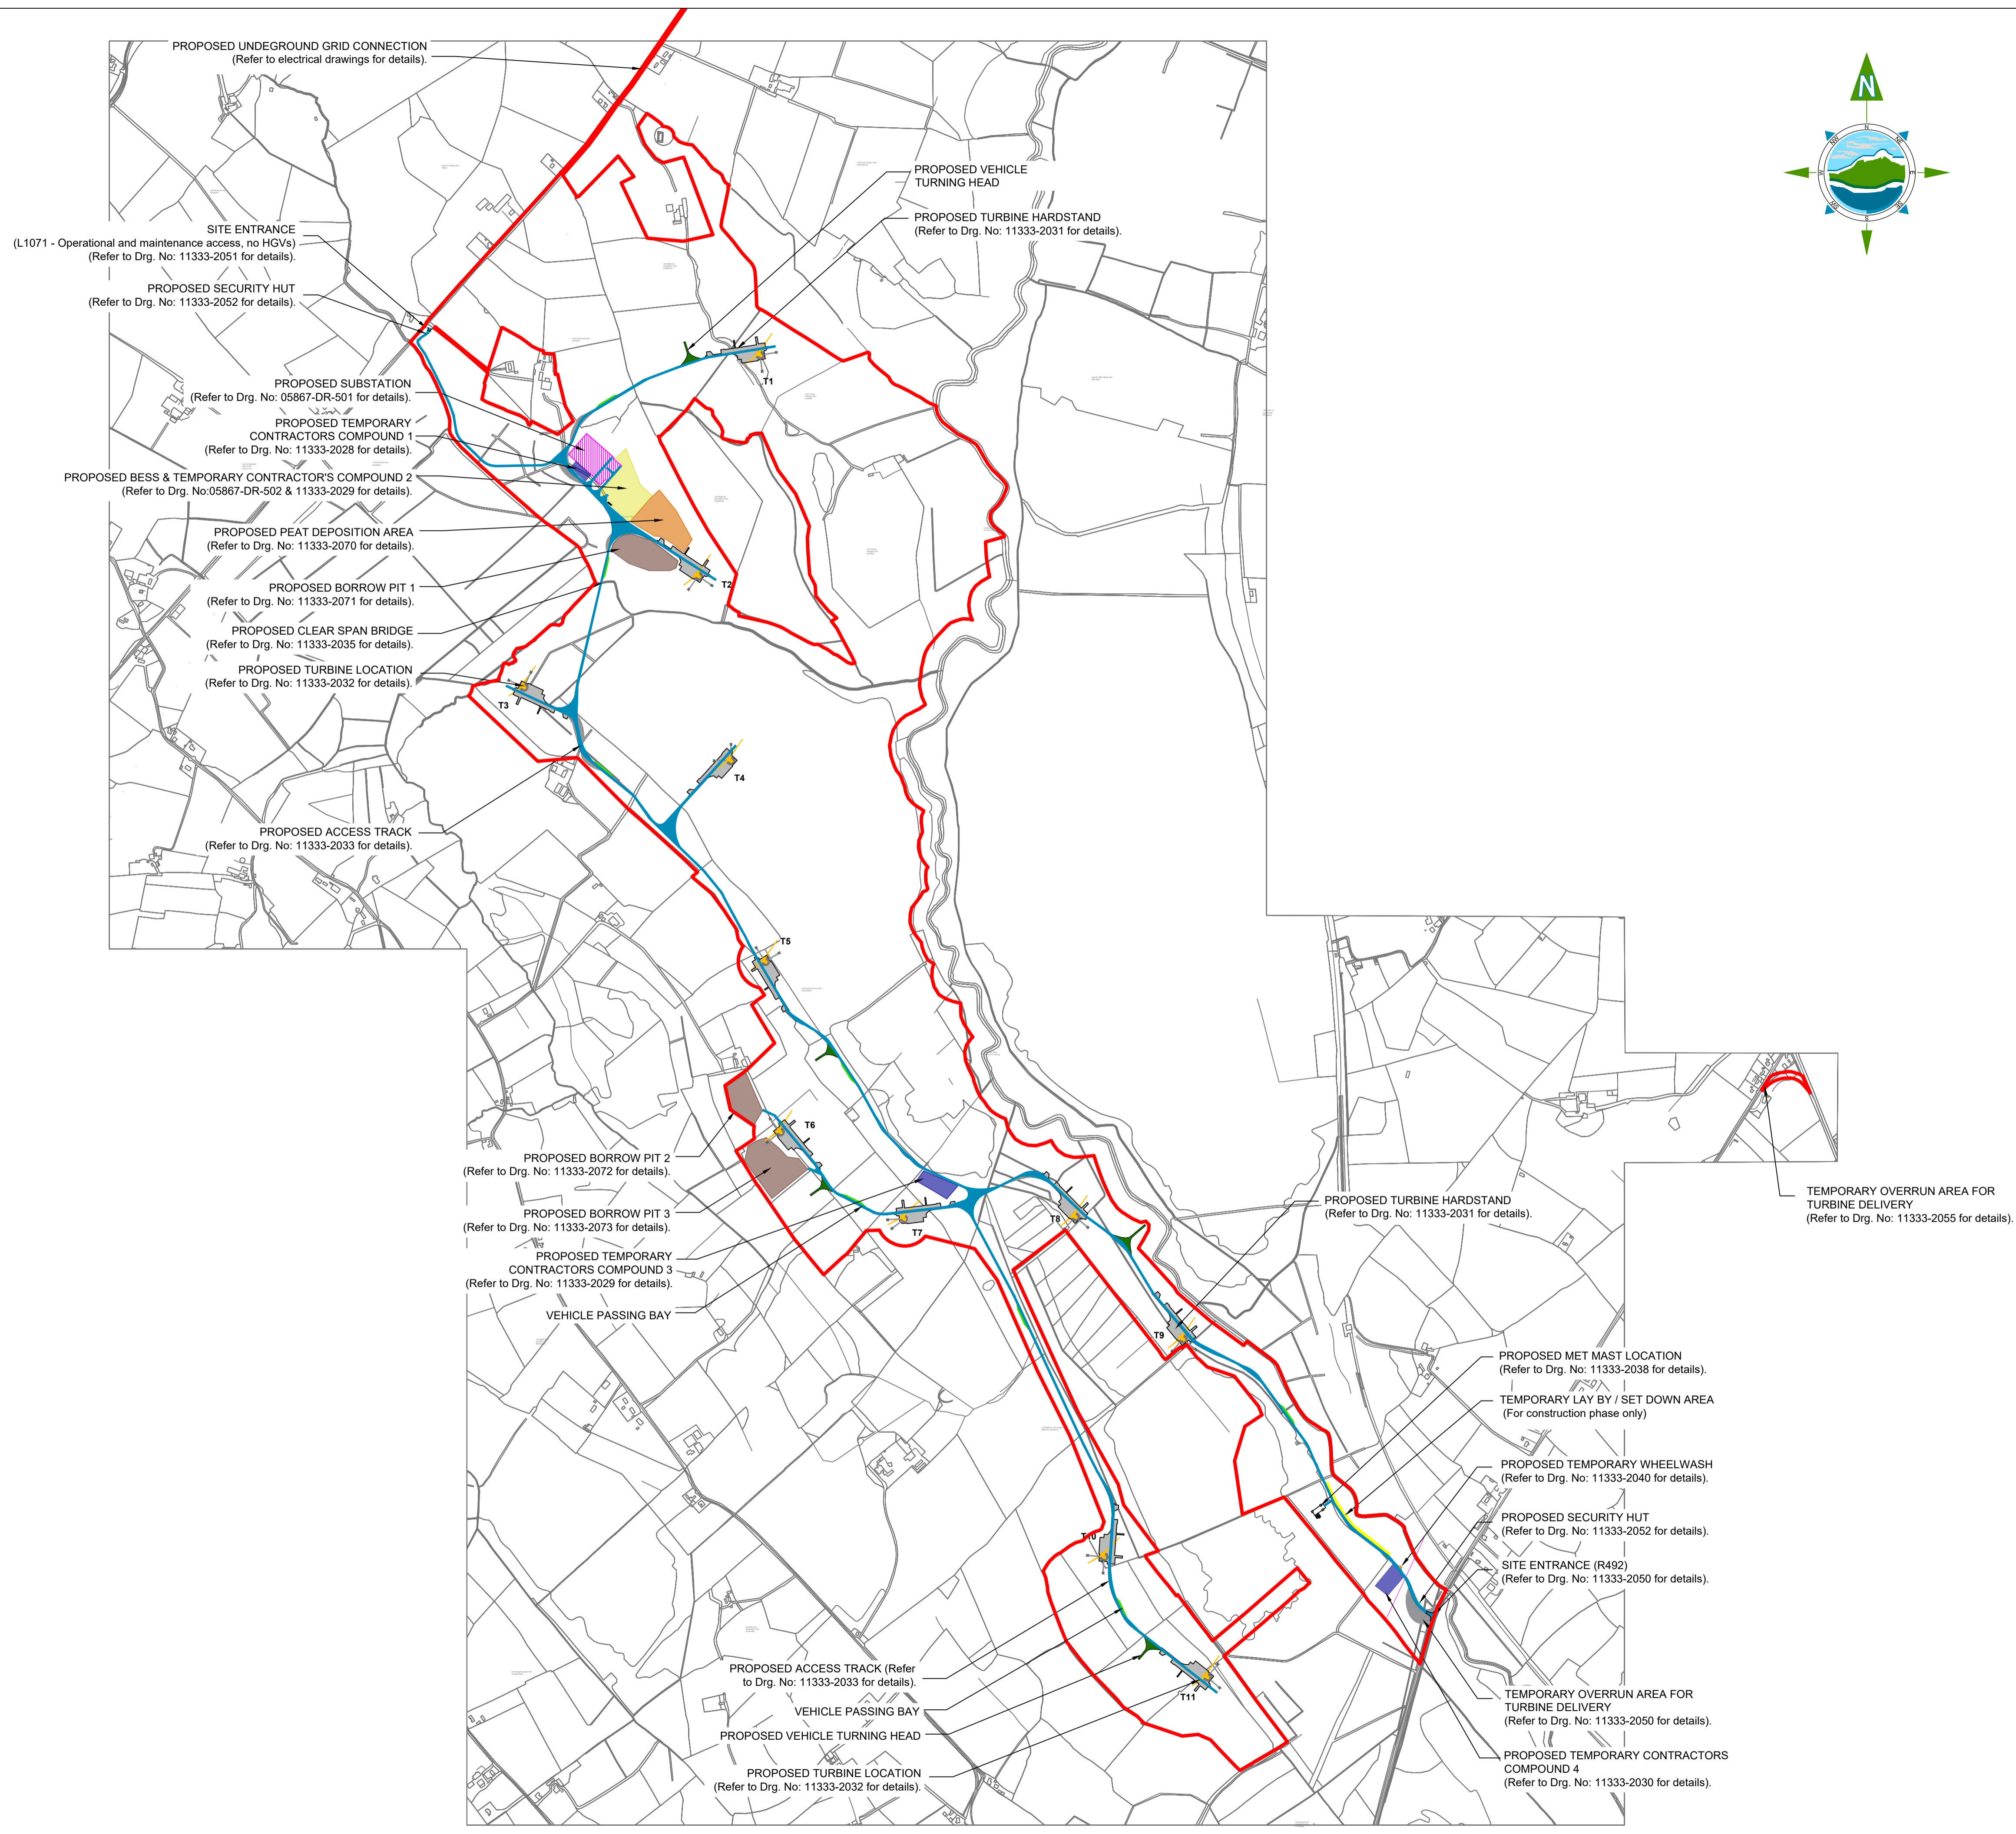 PROPOSED UNDEGROUND GRID CONNECTION
(Refer to electrical drawings for details).
N
N
NE
E
SE
S
SW
W
NW
PROPOSED VEHICLE
TURNING HEAD
PROPOSED TURBINE HARDSTAND
(Refer to Drg. No: 11333-2031 for details).
SITE ENTRANCE
(L1071 - Operational and maintenance access, no HGVs)
(Refer to Drg. No: 11333-2051 for details).
PROPOSED SECURITY HUT
(Refer to Drg. No: 11333-2052 for details).
T1
PROPOSED SUBSTATION
(Refer to Drg. No: 05867-DR-501 for details).
PROPOSED TEMPORARY
CONTRACTORS COMPOUND 1
(Refer to Drg. No: 11333-2028 for details).
PROPOSED BESS & TEMPORARY CONTRACTOR'S COMPOUND 2
(Refer to Drg. No:05867-DR-502 & 11333-2029 for details).
PROPOSED PEAT DEPOSITION AREA
(Refer to Drg. No: 11333-2070 for details).
PROPOSED BORROW PIT 1
(Refer to Drg. No: 11333-2071 for details).
T2
PROPOSED CLEAR SPAN BRIDGE
(Refer to Drg. No: 11333-2035 for details).
PROPOSED TURBINE LOCATION
(Refer to Drg. No: 11333-2032 for details).
T3
T4
PROPOSED ACCESS TRACK
(Refer to Drg. No: 11333-2033 for details).
T5
T6
PROPOSED BORROW PIT 2
(Refer to Drg. No: 11333-2072 for details).
PROPOSED BORROW PIT 3
(Refer to Drg. No: 11333-2073 for details).
T7
T8
PROPOSED TURBINE HARDSTAND
(Refer to Drg. No: 11333-2031 for details).
TEMPORARY OVERRUN AREA FOR
TURBINE DELIVERY
(Refer to Drg. No: 11333-2055 for details).
PROPOSED TEMPORARY
CONTRACTORS COMPOUND 3
(Refer to Drg. No: 11333-2029 for details).
VEHICLE PASSING BAY
T9
PROPOSED MET MAST LOCATION
(Refer to Drg. No: 11333-2038 for details).
TEMPORARY LAY BY / SET DOWN AREA
(For construction phase only)
PROPOSED TEMPORARY WHEELWASH
(Refer to Drg. No: 11333-2040 for details).
PROPOSED SECURITY HUT
(Refer to Drg. No: 11333-2052 for details).
T10
SITE ENTRANCE (R492)
(Refer to Drg. No: 11333-2050 for details).
PROPOSED ACCESS TRACK (Refer
to Drg. No: 11333-2033 for details).
VEHICLE PASSING BAY
PROPOSED VEHICLE TURNING HEAD
T11
PROPOSED TURBINE LOCATION
(Refer to Drg. No: 11333-2032 for details).
TEMPORARY OVERRUN AREA FOR
TURBINE DELIVERY
(Refer to Drg. No: 11333-2050 for details).
PROPOSED TEMPORARY CONTRACTORS
COMPOUND 4
(Refer to Drg. No: 11333-2030 for details).